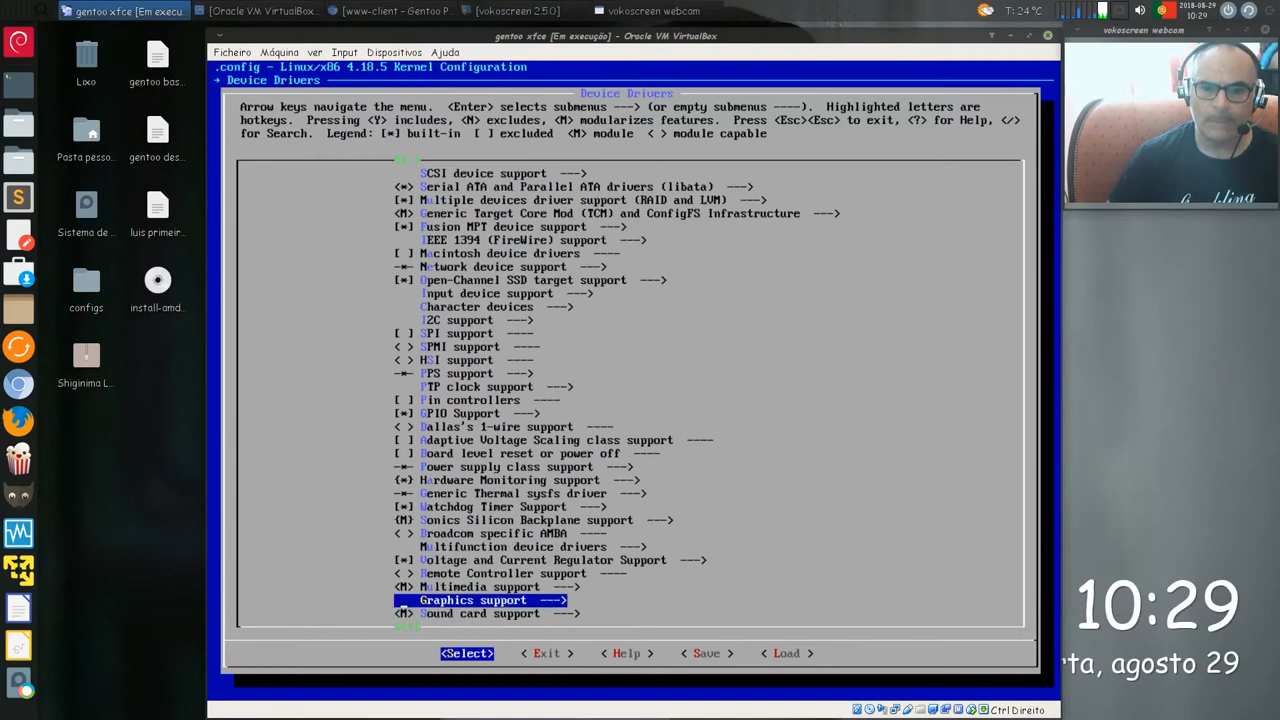 gentoo xfce [Em execu
[Oracle VM VirtualBox
[www-client - Gentoo P
[vokoscreen 2.5.0]
vokoscreen webcam
T: 24 °C
2018-08-29
10:29
gentoo xfce [Em execução] - Oracle VM VirtualBox
vokoscreen webcam
Ficheiro Máquina ver Input Dispositivos Ajuda
.config - Linux/x86 4.18.5 Kernel Configuration
→ Device Drivers
Device Drivers
Arrow keys navigate the menu. <Enter> selects submenus ---> (or empty submenus ----). Highlighted letters are
hotkeys. Pressing <Y> includes, <N> excludes, <M> modularizes features. Press <Esc><Esc> to exit, <?> for Help, </>
for Search. Legend: [*] built-in [ ] excluded <M> module < > module capable
^(-)
SCSI device support --->
<*> Serial ATA and Parallel ATA drivers (libata) --->
[*] Multiple devices driver support (RAID and LVM) --->
<M> Generic Target Core Mod (TCM) and ConfigFS Infrastructure --->
[*] Fusion MPT device support --->
IEEE 1394 (FireWire) support --->
[ ] Macintosh device drivers ----
-*- Network device support --->
[*] Open-Channel SSD target support --->
Input device support --->
Character devices --->
I2C support --->
[ ] SPI support ----
< > SPMI support ----
< > HSI support ----
-*- PPS support --->
PTP clock support --->
[ ] Pin controllers ----
[*] GPIO Support --->
< > Dallas's 1-wire support ----
[ ] Adaptive Voltage Scaling class support ----
[ ] Board level reset or power off ----
-*- Power supply class support --->
{*} Hardware Monitoring support --->
-*- Generic Thermal sysfs driver --->
[*] Watchdog Timer Support --->
{M} Sonics Silicon Backplane support --->
< > Broadcom specific AMBA ----
Multifunction device drivers --->
[*] Voltage and Current Regulator Support --->
< > Remote Controller support ----
<M> Multimedia support --->
Graphics support --->
<M> Sound card support --->
<Select> < Exit > < Help > < Save > < Load >
Ctrl Direito
Lixo
gentoo bas...
Pasta pesso...
gentoo des...
Sistema de ...
luis primeir...
configs
install-amd...
Shiginima L...
10:29
rta, agosto 29